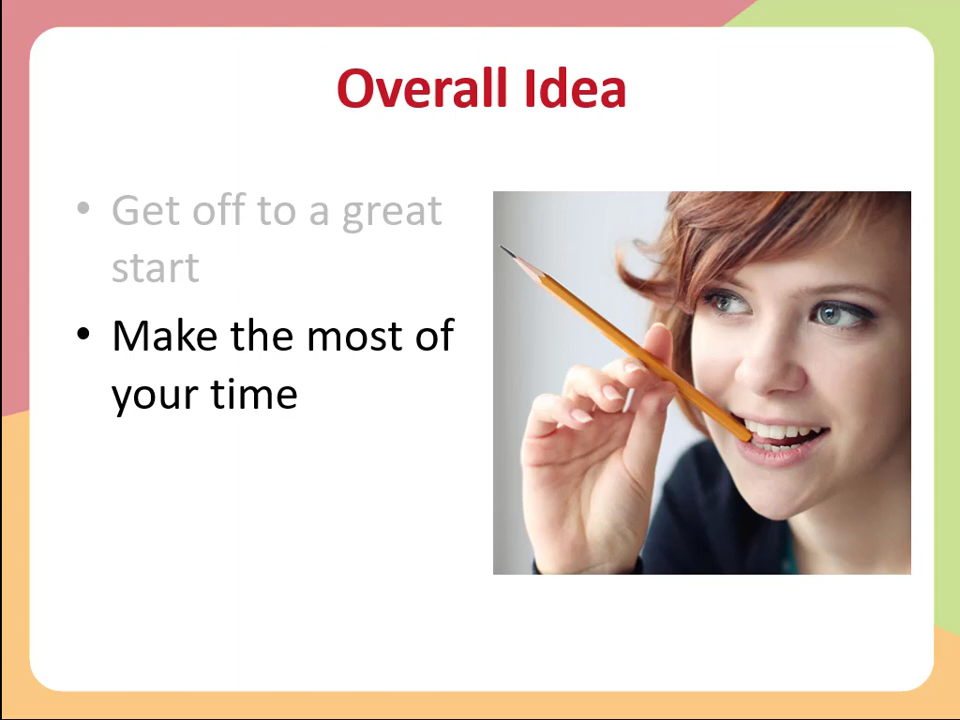 Overall Idea
• Get off to a great
start
• Make the most of
your time